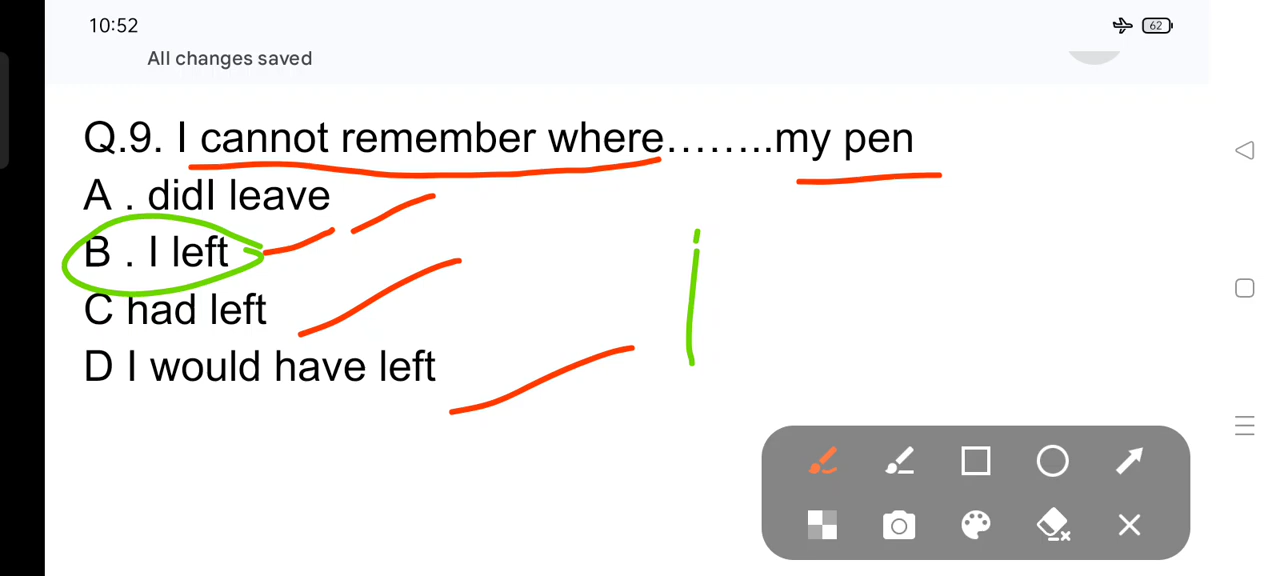 10:52
62
All changes saved
Q.9. I cannot remember where........my pen
A . didI leave
B . I left
C had left
D I would have left